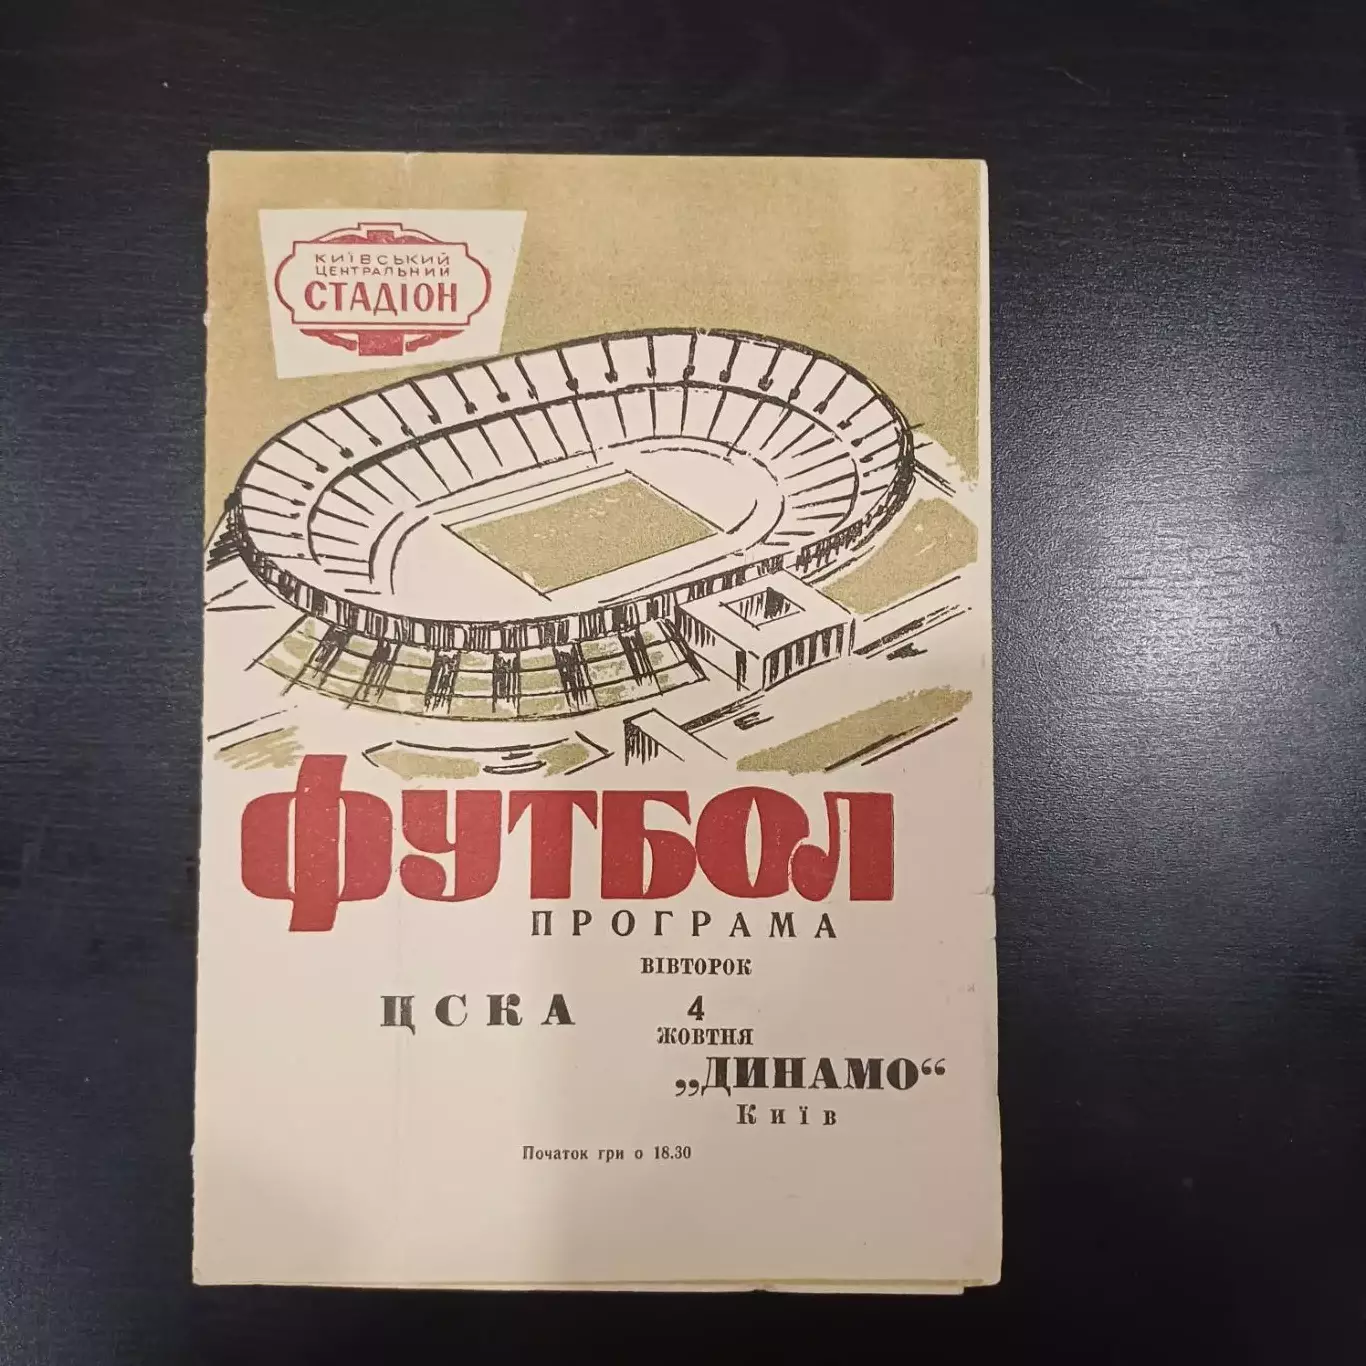 КИЇВСЬКИЙ
ЦЕНТРАЛЬНИЙ
СТАДІОН
ФУТБОЛ
ПРОГРАМА
ВІВТОРОК
ЦСКА 4
ЖОВТНЯ
„ДИНАМО“
Київ
Початок гри о 18.30